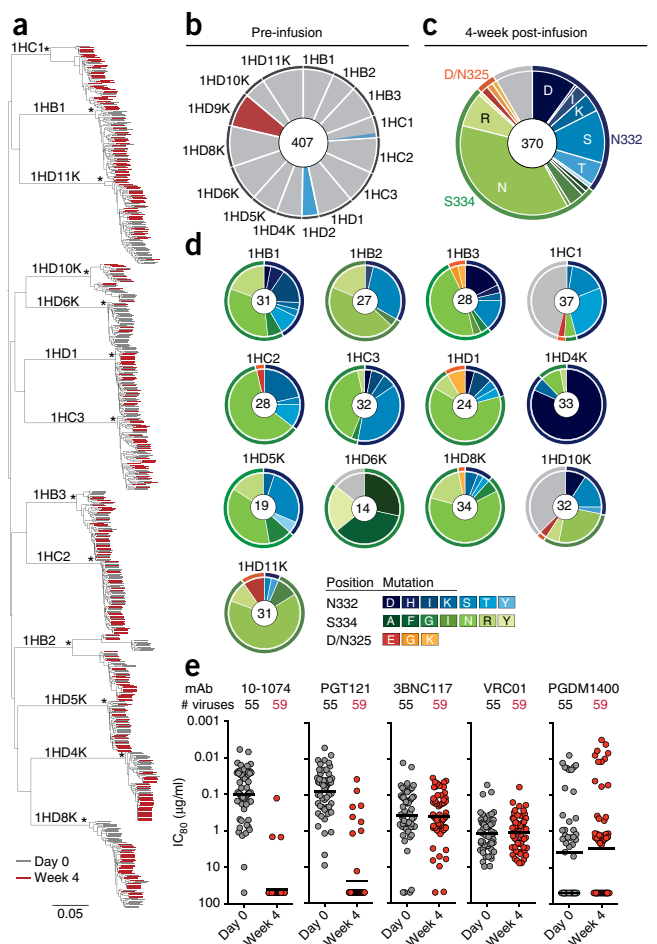 a
1HC1*
1HB1
*
1HD11K
*
1HD10K
*
1HD6K
*
1HD1
*
1HC3
*
1HB3
*
1HC2
*
1HB2
*
1HD5K
*
1HD4K
*
1HD8K
*
Day 0
Week 4
0.05
b
Pre-infusion
1HD11K
1HB1
1HD10K
1HB2
1HD9K
1HB3
1HC1
407
1HD8K
1HC2
1HD6K
1HC3
1HD5K
1HD1
1HD4K
1HD2
c
4-week post-infusion
D/N325
D
I
K
R
S
N332
370
T
N
S334
d
1HB1
1HB2
1HB3
1HC1
31
27
28
37
1HC2
1HC3
1HD1
1HD4K
28
32
24
33
1HD5K
1HD6K
1HD8K
1HD10K
19
14
34
32
1HD11K
31
Position Mutation
N332 D H I K S T Y
S334 A F G I N R Y
D/N325 E G K
e
mAb 10-1074 PGT121 3BNC117 VRC01 PGDM1400
# viruses 55 59 55 59 55 59 55 59 55 59
0.001
0.01
0.1
1
10
100
IC80 (µg/ml)
Day 0 Week 4 Day 0 Week 4 Day 0 Week 4 Day 0 Week 4 Day 0 Week 4